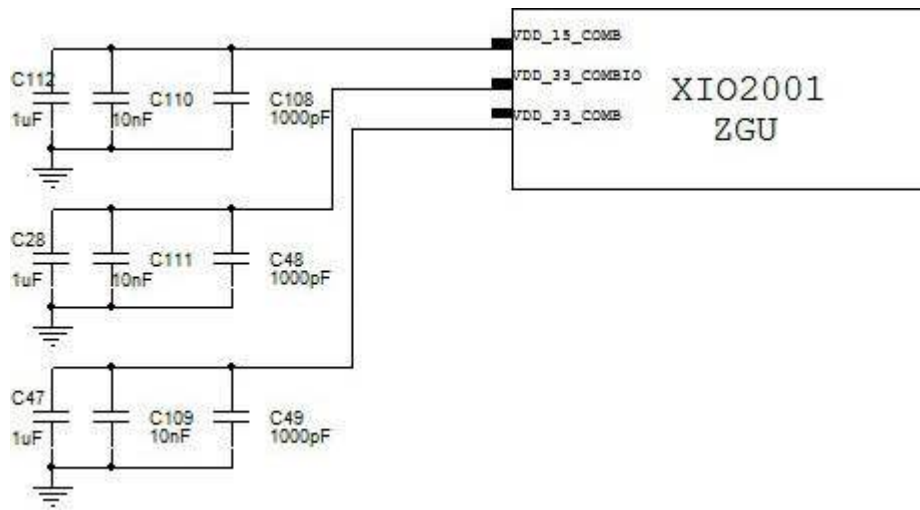 VDD_15_COMB
VDD_33_COMBIO
VDD_33_COMB
XIO2001
ZGU
C112
1uF
C110
10nF
C108
1000pF
C28
1uF
C111
10nF
C48
1000pF
C47
1uF
C109
10nF
C49
1000pF